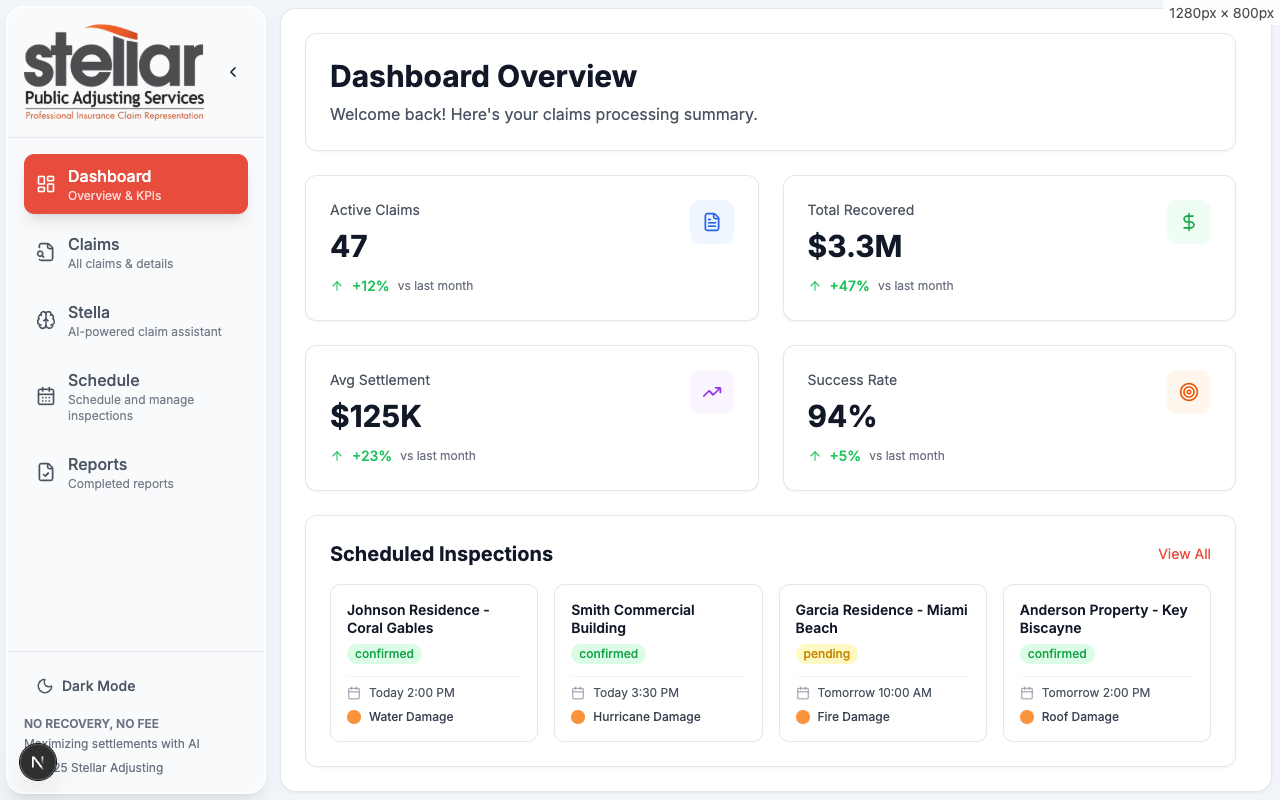 1280px × 800px
stellar
Public Adjusting Services
Professional Insurance Claim Representation
Dashboard
Overview & KPIs
Claims
All claims & details
Stella
AI-powered claim assistant
Schedule
Schedule and manage
inspections
Reports
Completed reports
Dark Mode
NO RECOVERY, NO FEE
Maximizing settlements with AI
25 Stellar Adjusting
N
Dashboard Overview
Welcome back! Here's your claims processing summary.
Active Claims
47
+12% vs last month
Total Recovered
$3.3M
+47% vs last month
Avg Settlement
$125K
+23% vs last month
Success Rate
94%
+5% vs last month
Scheduled Inspections
View All
Johnson Residence -
Coral Gables
confirmed
Today 2:00 PM
Water Damage
Smith Commercial
Building
confirmed
Today 3:30 PM
Hurricane Damage
Garcia Residence - Miami
Beach
pending
Tomorrow 10:00 AM
Fire Damage
Anderson Property - Key
Biscayne
confirmed
Tomorrow 2:00 PM
Roof Damage